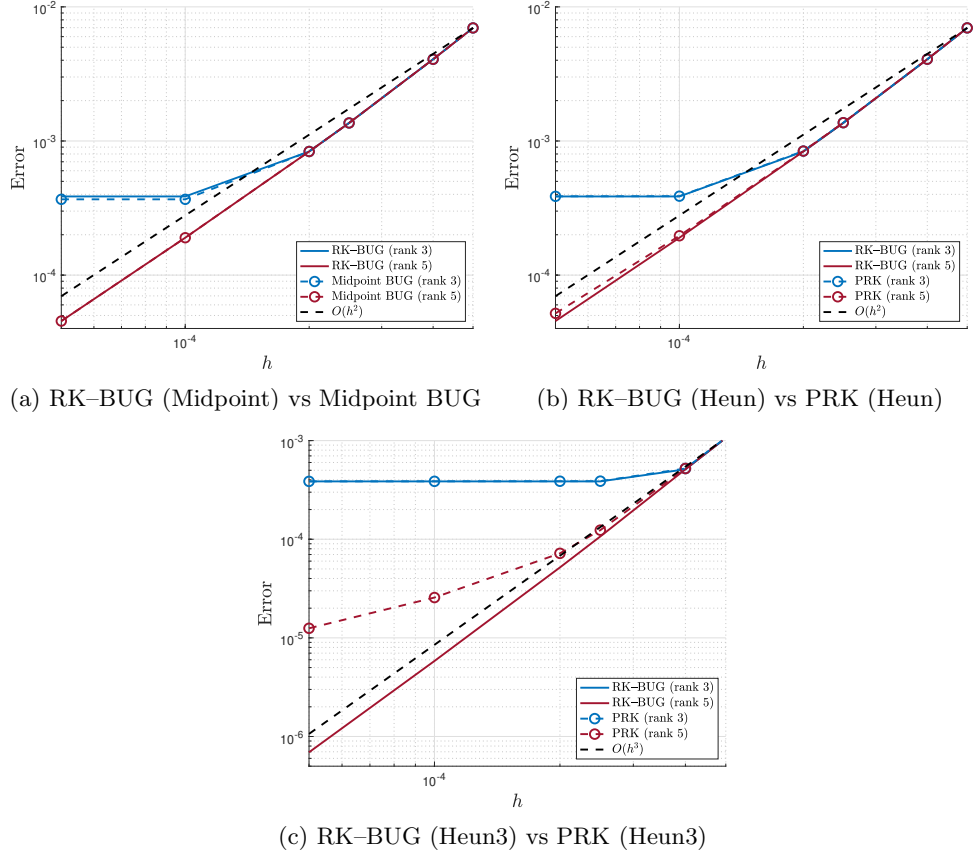 10^-2
10^-3
10^-4
Error
10^-4
h
RK–BUG (rank 3)
RK–BUG (rank 5)
Midpoint BUG (rank 3)
Midpoint BUG (rank 5)
O(h^2)
(a) RK–BUG (Midpoint) vs Midpoint BUG
10^-2
10^-3
10^-4
Error
10^-4
h
RK–BUG (rank 3)
RK–BUG (rank 5)
PRK (rank 3)
PRK (rank 5)
O(h^2)
(b) RK–BUG (Heun) vs PRK (Heun)
10^-3
10^-4
10^-5
10^-6
Error
10^-4
h
RK–BUG (rank 3)
RK–BUG (rank 5)
PRK (rank 3)
PRK (rank 5)
O(h^3)
(c) RK–BUG (Heun3) vs PRK (Heun3)